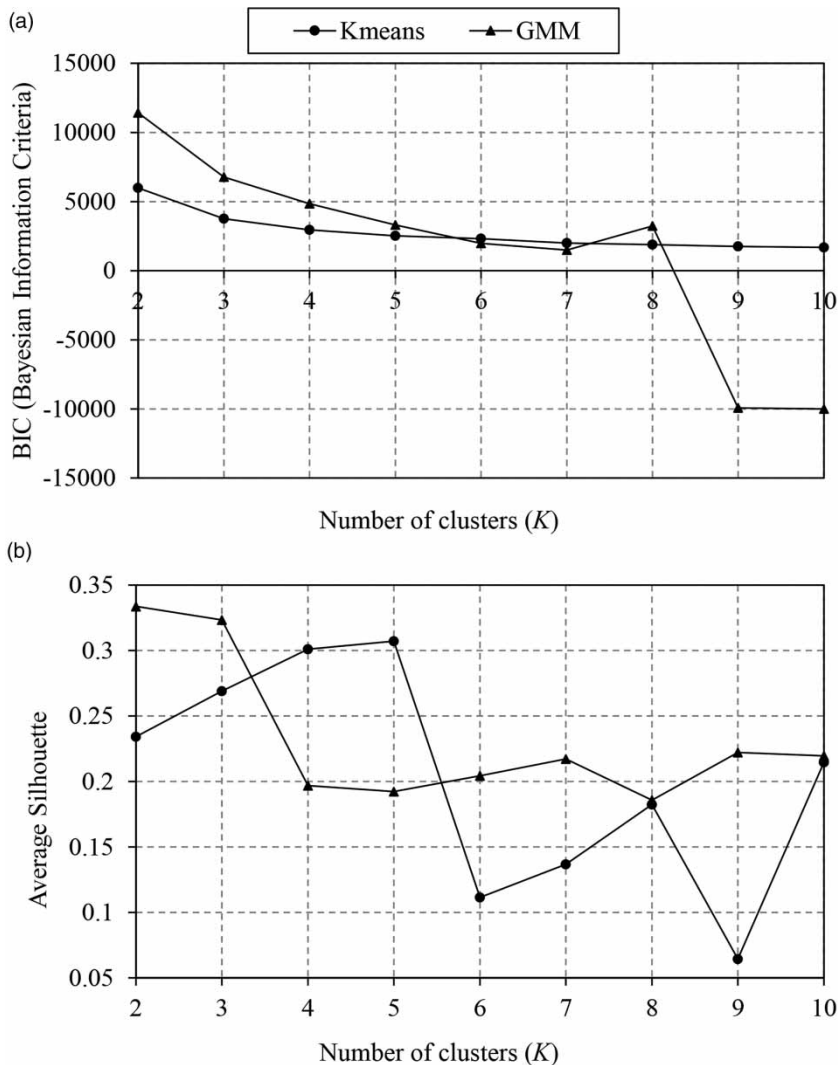 (a)
Kmeans GMM
15000
10000
5000
0
-5000
-10000
-15000
2 3 4 5 6 7 8 9 10
BIC (Bayesian Information Criteria)
Number of clusters (K)
(b)
0.35
0.3
0.25
0.2
0.15
0.1
0.05
2 3 4 5 6 7 8 9 10
Average Silhouette
Number of clusters (K)